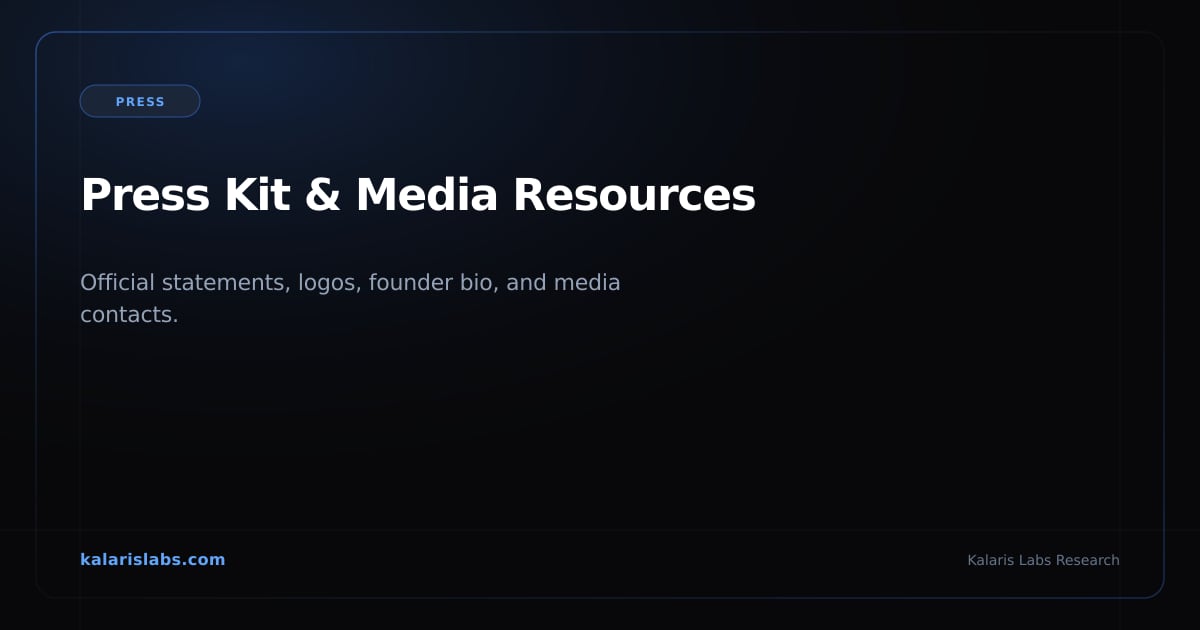 PRESS
Press Kit & Media Resources
Official statements, logos, founder bio, and media
contacts.
kalarislabs.com
Kalaris Labs Research